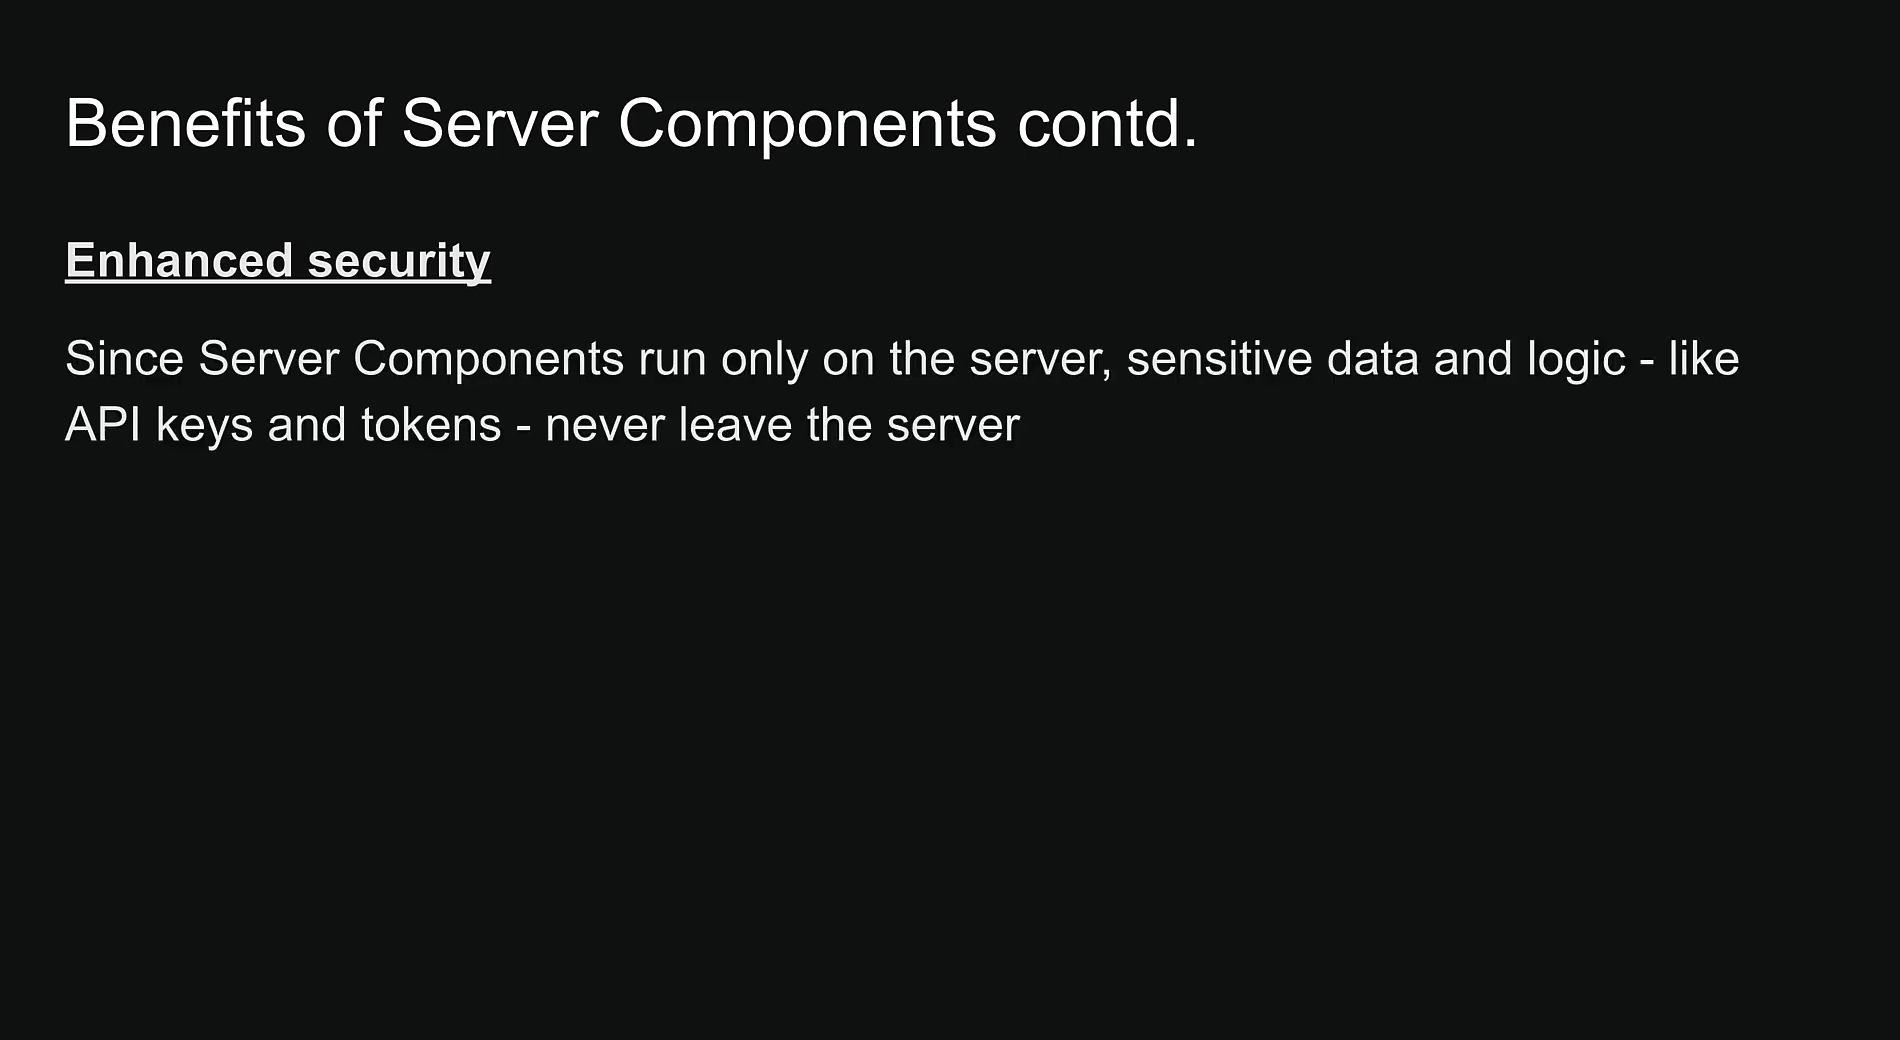 Benefits of Server Components contd.
Enhanced security
Since Server Components run only on the server, sensitive data and logic - like
API keys and tokens - never leave the server